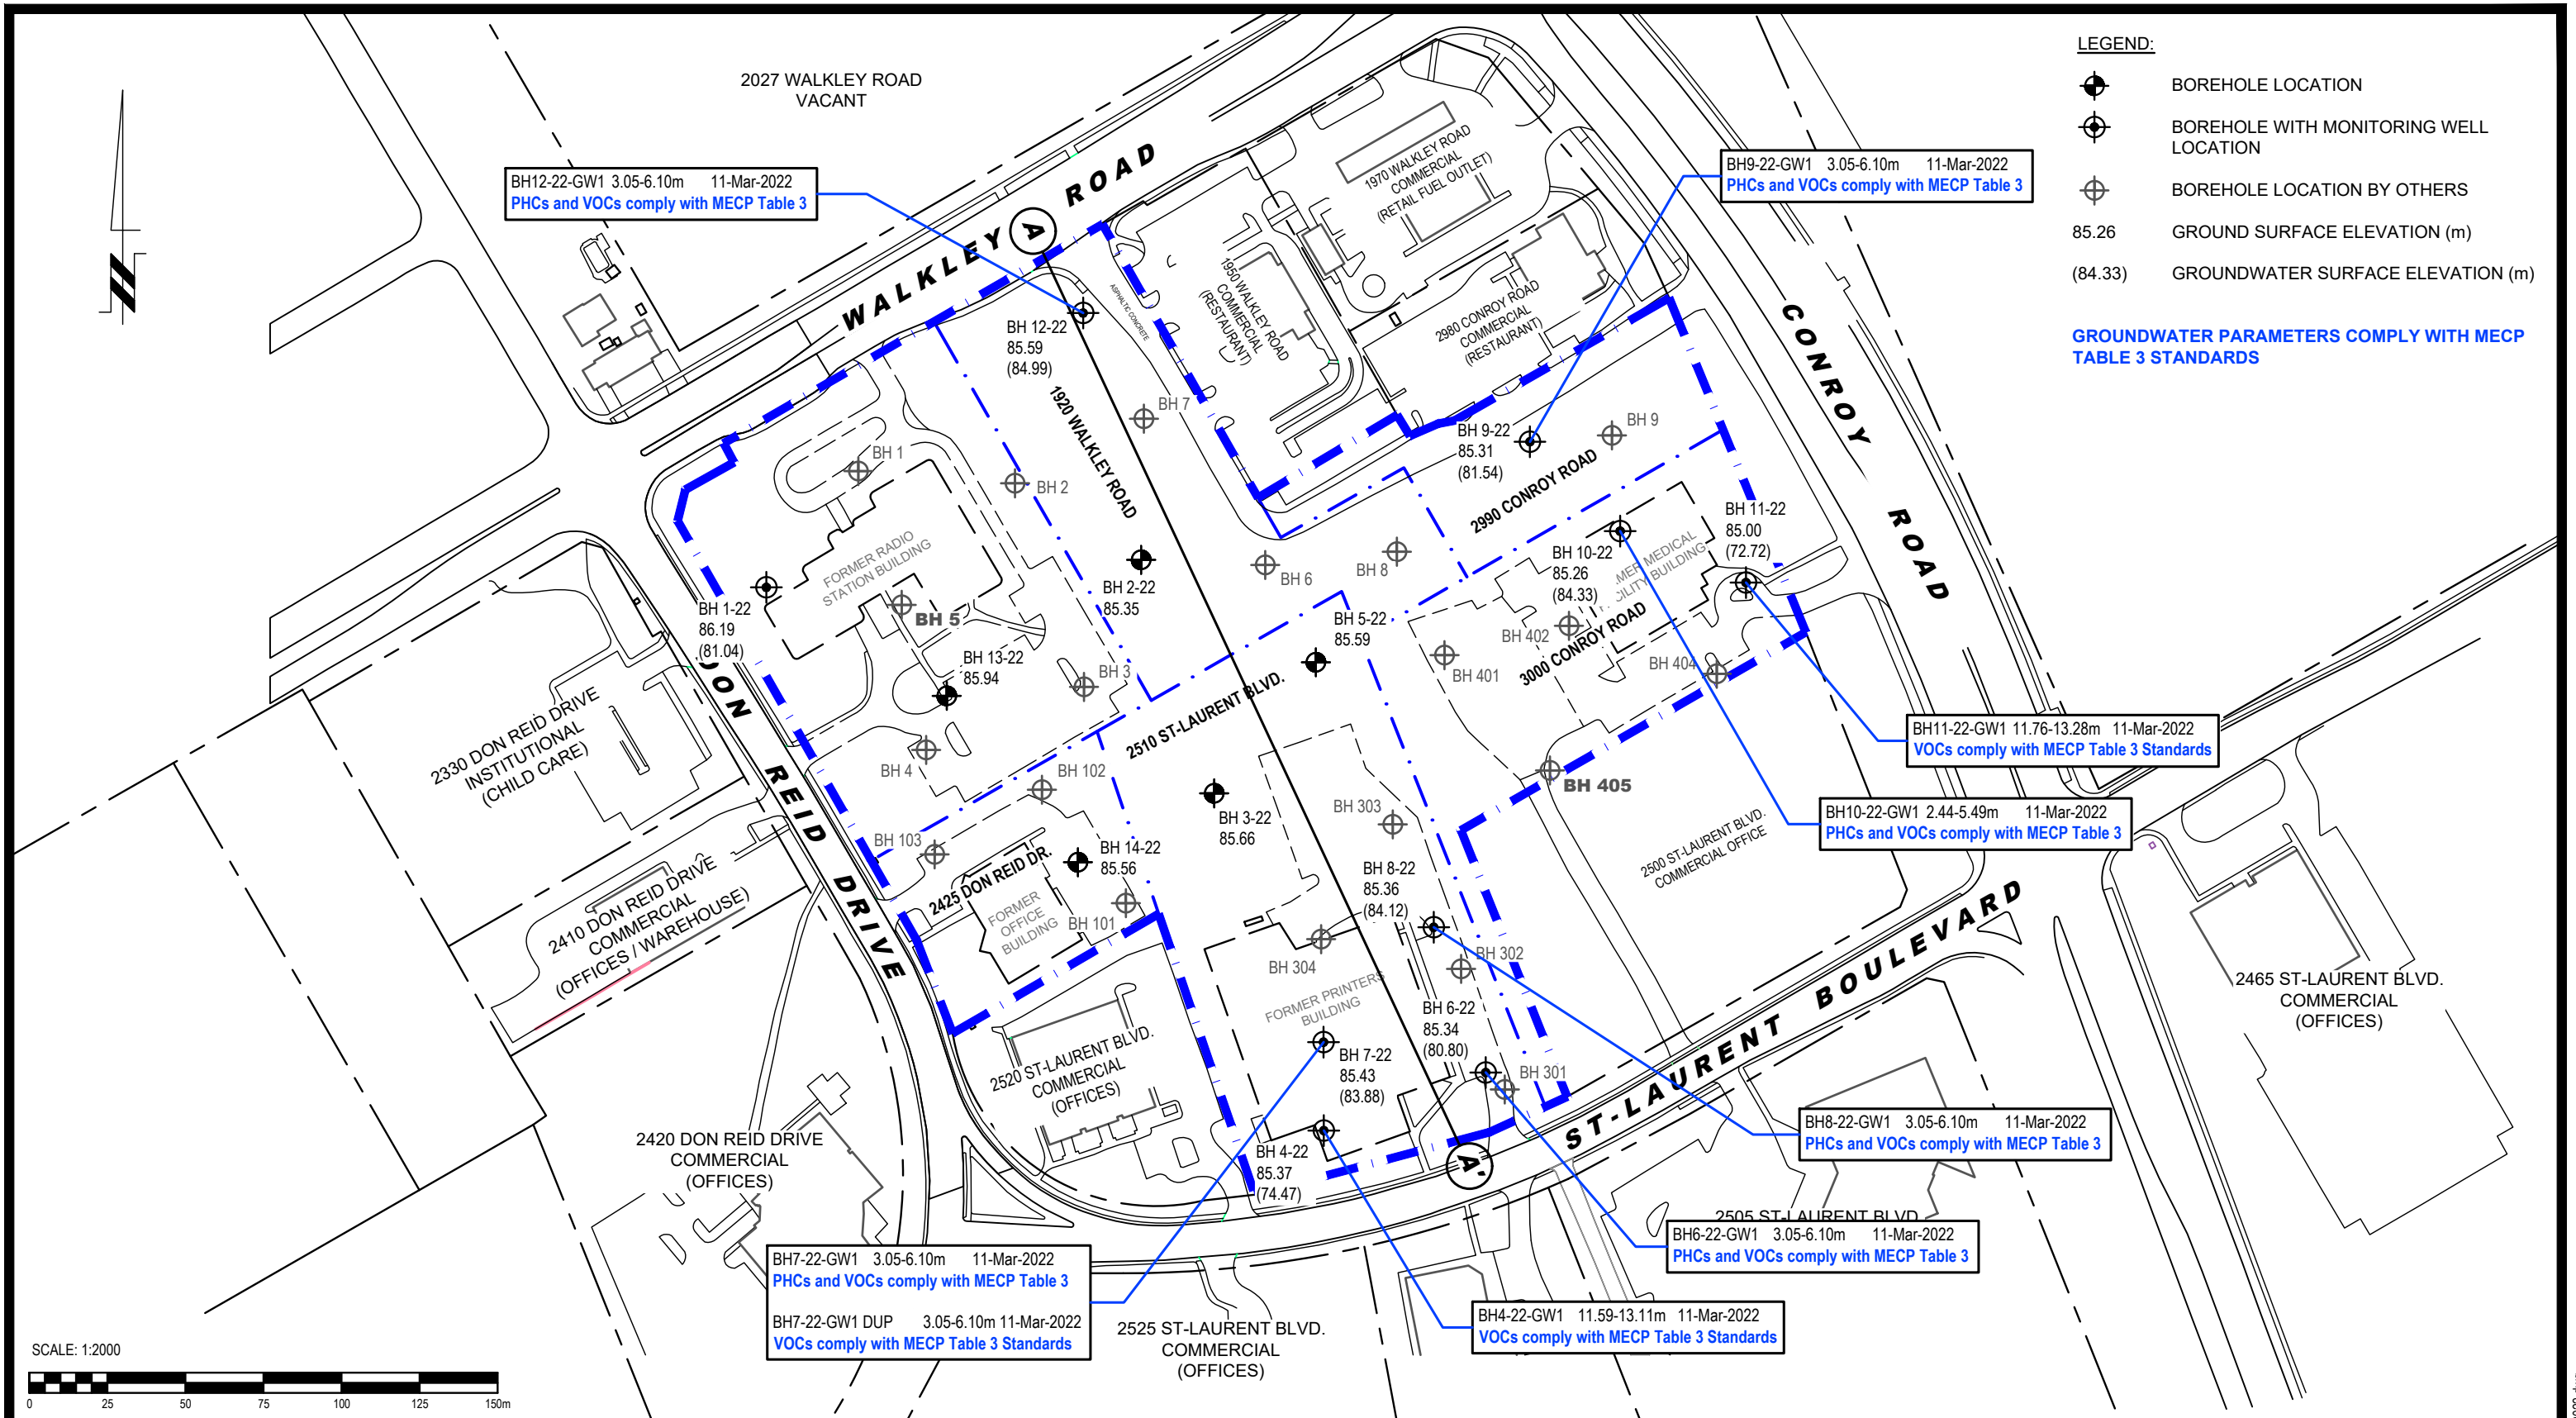 2027 WALKLEY ROAD
VACANT
LEGEND:
BOREHOLE LOCATION
BOREHOLE WITH MONITORING WELL
LOCATION
BOREHOLE LOCATION BY OTHERS
85.26 GROUND SURFACE ELEVATION (m)
(84.33) GROUNDWATER SURFACE ELEVATION (m)
GROUNDWATER PARAMETERS COMPLY WITH MECP
TABLE 3 STANDARDS
BH12-22-GW1 3.05-6.10m 11-Mar-2022
PHCs and VOCs comply with MECP Table 3
BH9-22-GW1 3.05-6.10m 11-Mar-2022
PHCs and VOCs comply with MECP Table 3
WALKLEY ROAD
A
1970 WALKLEY ROAD
COMMERCIAL
(RETAIL FUEL OUTLET)
1950 WALKLEY ROAD
COMMERCIAL
(RESTAURANT)
2980 CONROY ROAD
COMMERCIAL
(RESTAURANT)
ASPHALTIC CONCRETE
CONROY ROAD
BH 12-22
85.59
(84.99)
1920 WALKLEY ROAD
BH 7
BH 1
BH 2
BH 9-22
85.31
(81.54)
BH 9
2990 CONROY ROAD
FORMER RADIO
STATION BUILDING
BH 1-22
86.19
(81.04)
BH 5
BH 2-22
85.35
BH 6
BH 8
BH 10-22
85.26
(84.33)
BH 11-22
85.00
(72.72)
BH 402
3000 CONROY ROAD
BH 401
BH 404
BH 5-22
85.59
BH 13-22
85.94
BH 3
2510 ST-LAURENT BLVD.
BH 4
BH 102
BH 405
BH 103
BH 3-22
85.66
BH 303
BH 14-22
85.56
2425 DON REID DR.
FORMER
OFFICE
BUILDING
BH 101
DON REID DRIVE
2330 DON REID DRIVE
INSTITUTIONAL
(CHILD CARE)
2410 DON REID DRIVE
COMMERCIAL
(OFFICES / WAREHOUSE)
2500 ST-LAURENT BLVD.
COMMERCIAL OFFICE
BH11-22-GW1 11.76-13.28m 11-Mar-2022
VOCs comply with MECP Table 3 Standards
BH10-22-GW1 2.44-5.49m 11-Mar-2022
PHCs and VOCs comply with MECP Table 3
BH 8-22
85.36
(84.12)
BH 302
BH 304
FORMER PRINTERS
BUILDING
BH 6-22
85.34
(80.80)
BH 301
BH 7-22
85.43
(83.88)
BH 4-22
85.37
(74.47)
A'
ST-LAURENT BOULEVARD
2465 ST-LAURENT BLVD.
COMMERCIAL
(OFFICES)
2520 ST-LAURENT BLVD.
COMMERCIAL
(OFFICES)
2420 DON REID DRIVE
COMMERCIAL
(OFFICES)
BH8-22-GW1 3.05-6.10m 11-Mar-2022
PHCs and VOCs comply with MECP Table 3
2505 ST-LAURENT BLVD.
BH6-22-GW1 3.05-6.10m 11-Mar-2022
PHCs and VOCs comply with MECP Table 3
BH7-22-GW1 3.05-6.10m 11-Mar-2022
PHCs and VOCs comply with MECP Table 3
BH7-22-GW1 DUP 3.05-6.10m 11-Mar-2022
VOCs comply with MECP Table 3 Standards
BH4-22-GW1 11.59-13.11m 11-Mar-2022
VOCs comply with MECP Table 3 Standards
2525 ST-LAURENT BLVD.
COMMERCIAL
(OFFICES)
SCALE: 1:2000
0 25 50 75 100 125 150m